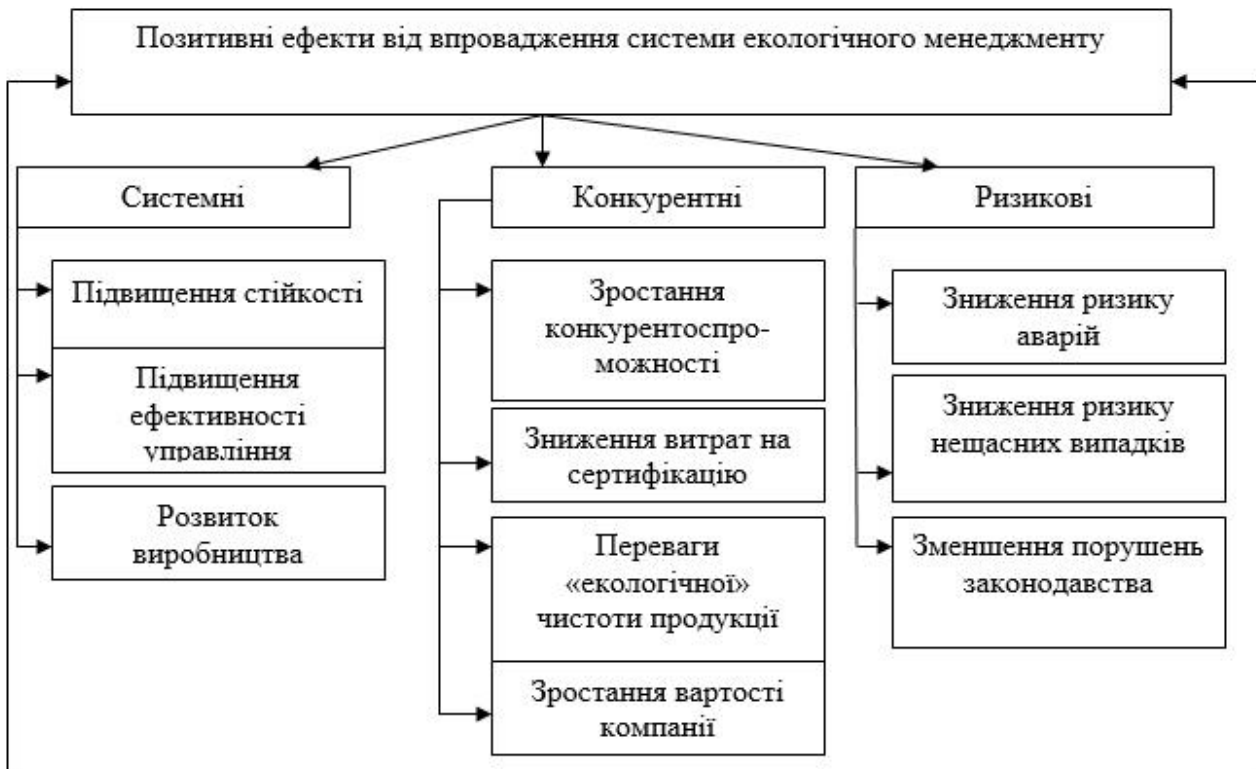 Позитивні ефекти від впровадження системи екологічного менеджменту
Системні
Підвищення стійкості
Підвищення
ефективності
управління
Розвиток
виробництва
Конкурентні
Зростання
конкурентоспро-
можності
Зниження витрат на
сертифікацію
Переваги
«екологічної»
чистоти продукції
Зростання вартості
компанії
Ризикові
Зниження ризику
аварій
Зниження ризику
нещасних випадків
Зменшення порушень
законодавства